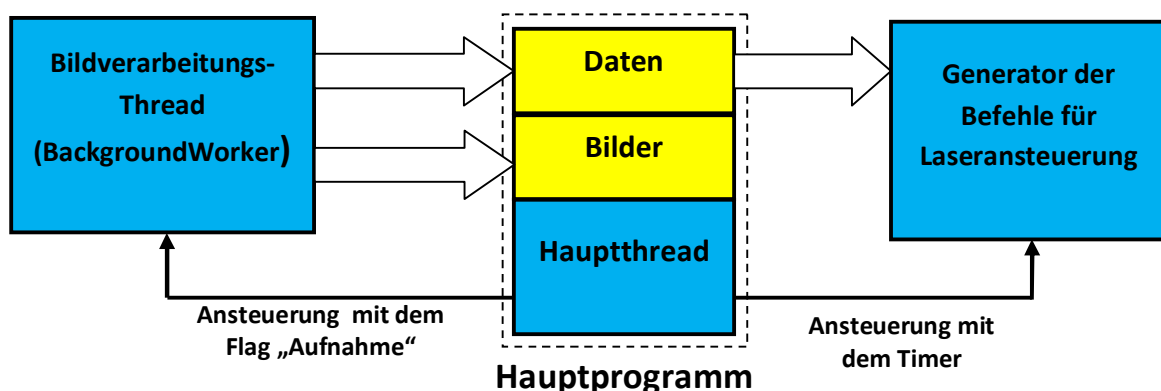 Bildverarbeitungs-
Thread
(BackgroundWorker)
Daten
Bilder
Hauptthread
Generator der
Befehle für
Laseransteuerung
Ansteuerung mit dem
Flag „Aufnahme“
Ansteuerung mit
dem Timer
Hauptprogramm